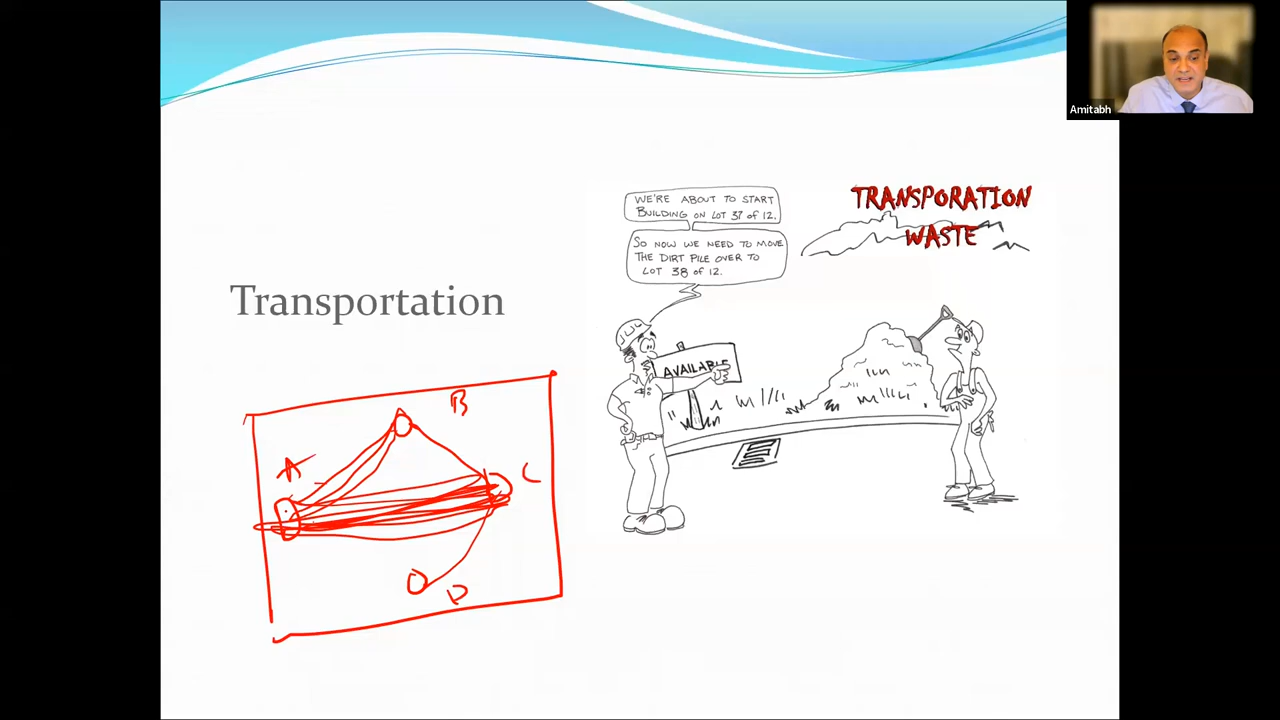 Amitabh
TRANSPORATION
WASTE
WE'RE ABOUT TO START
BUILDING ON LOT 37 OF 12.
SO NOW WE NEED TO MOVE
THE DIRT PILE OVER TO
LOT 38 OF 12.
AVAILABLE
Transportation
B
A
C
D